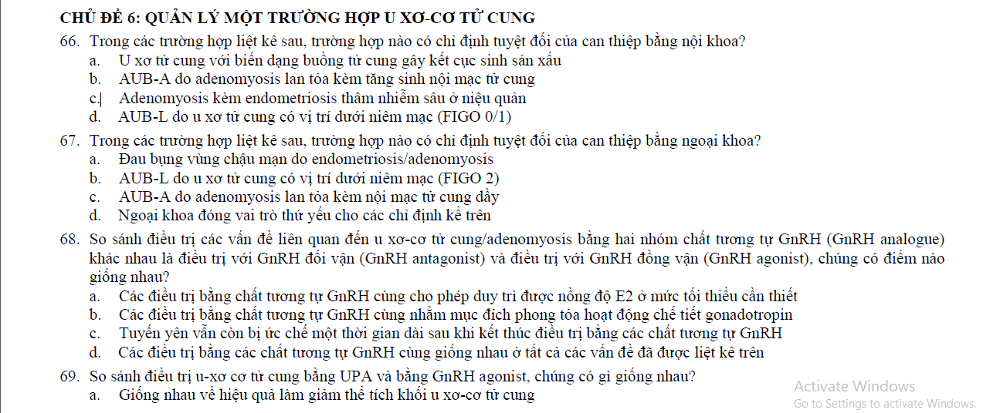 CHỦ ĐỀ 6: QUẢN LÝ MỘT TRƯỜNG HỢP U XƠ-CƠ TỬ CUNG
66. Trong các trường hợp liệt kê sau, trường hợp nào có chỉ định tuyệt đối của can thiệp bằng nội khoa?
a. U xơ tử cung với biến dạng buồng tử cung gây kết cục sinh sản xấu
b. AUB-A do adenomyosis lan tỏa kèm tăng sinh nội mạc tử cung
c. Adenomyosis kèm endometriosis thâm nhiễm sâu ở niệu quản
d. AUB-L do u xơ tử cung có vị trí dưới niêm mạc (FIGO 0/1)
67. Trong các trường hợp liệt kê sau, trường hợp nào có chỉ định tuyệt đối của can thiệp bằng ngoại khoa?
a. Đau bụng vùng chậu mạn do endometriosis/adenomyosis
b. AUB-L do u xơ tử cung có vị trí dưới niêm mạc (FIGO 2)
c. AUB-A do adenomyosis lan tỏa kèm nội mạc tử cung dầy
d. Ngoại khoa đóng vai trò thứ yếu cho các chỉ định kể trên
68. So sánh điều trị các vấn đề liên quan đến u xơ-cơ tử cung/adenomyosis bằng hai nhóm chất tương tự GnRH (GnRH analogue)
khác nhau là điều trị với GnRH đối vận (GnRH antagonist) và điều trị với GnRH đồng vận (GnRH agonist), chúng có điểm nào
giống nhau?
a. Các điều trị bằng chất tương tự GnRH cùng cho phép duy trì được nồng độ E2 ở mức tối thiểu cần thiết
b. Các điều trị bằng chất tương tự GnRH cùng nhằm mục đích phong tỏa hoạt động chế tiết gonadotropin
c. Tuyến yên vẫn còn bị ức chế một thời gian dài sau khi kết thúc điều trị bằng các chất tương tự GnRH
d. Các điều trị bằng các chất tương tự GnRH cùng giống nhau ở tất cả các vấn đề đã được liệt kê trên
69. So sánh điều trị u-xơ cơ tử cung bằng UPA và bằng GnRH agonist, chúng có gì giống nhau?
a. Giống nhau về hiệu quả làm giảm thể tích khối u xơ-cơ tử cung
Activate Windows
Go to Settings to activate Windows.